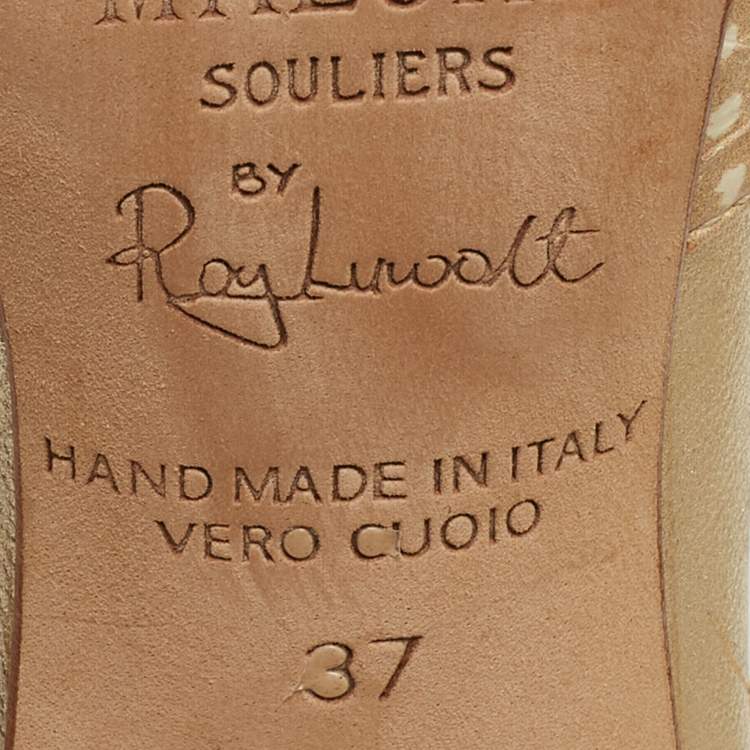 SOULIERS
BY
Roy Luwolt
HAND MADE IN ITALY
VERO CUOIO
37